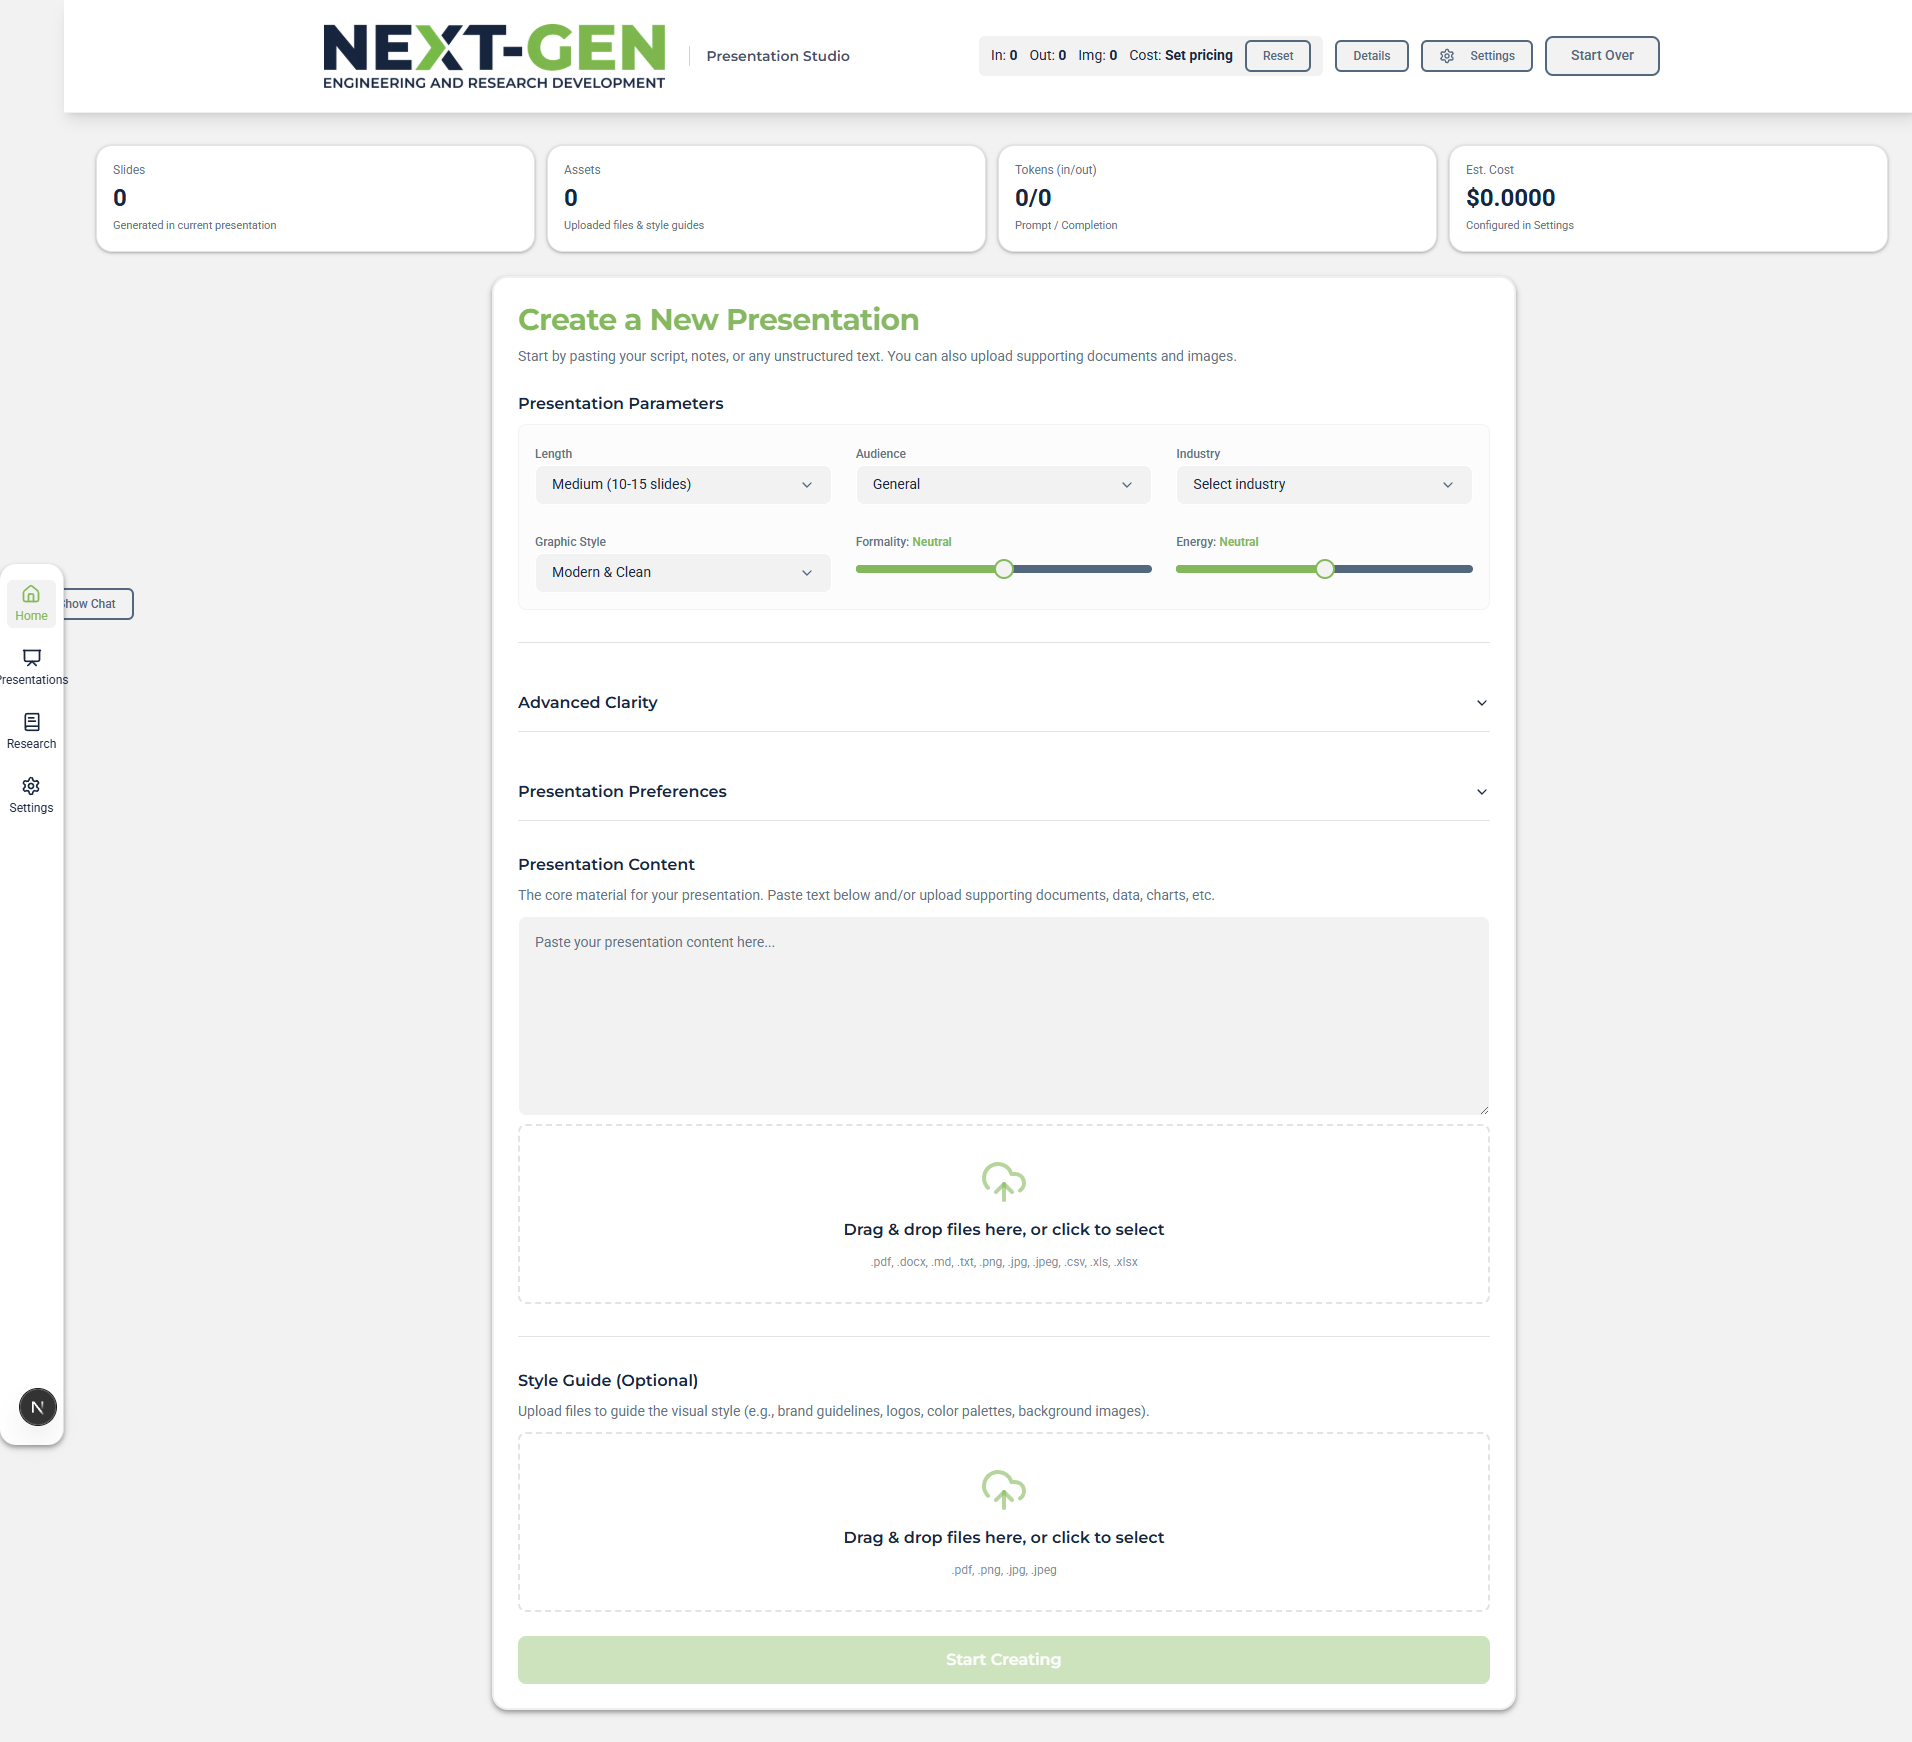 NEXT-GEN
ENGINEERING AND RESEARCH DEVELOPMENT
Presentation Studio
In: 0 Out: 0 Img: 0 Cost: Set pricing
Reset
Details
Settings
Start Over
Slides
0
Generated in current presentation
Assets
0
Uploaded files & style guides
Tokens (in/out)
0/0
Prompt / Completion
Est. Cost
$0.0000
Configured in Settings
Home
Show Chat
Presentations
Research
Settings
N
Create a New Presentation
Start by pasting your script, notes, or any unstructured text. You can also upload supporting documents and images.
Presentation Parameters
Length
Medium (10-15 slides)
Audience
General
Industry
Select industry
Graphic Style
Modern & Clean
Formality: Neutral
Energy: Neutral
Advanced Clarity
Presentation Preferences
Presentation Content
The core material for your presentation. Paste text below and/or upload supporting documents, data, charts, etc.
Paste your presentation content here...
Drag & drop files here, or click to select
.pdf, .docx, .md, .txt, .png, .jpg, .jpeg, .csv, .xls, .xlsx
Style Guide (Optional)
Upload files to guide the visual style (e.g., brand guidelines, logos, color palettes, background images).
Drag & drop files here, or click to select
.pdf, .png, .jpg, .jpeg
Start Creating